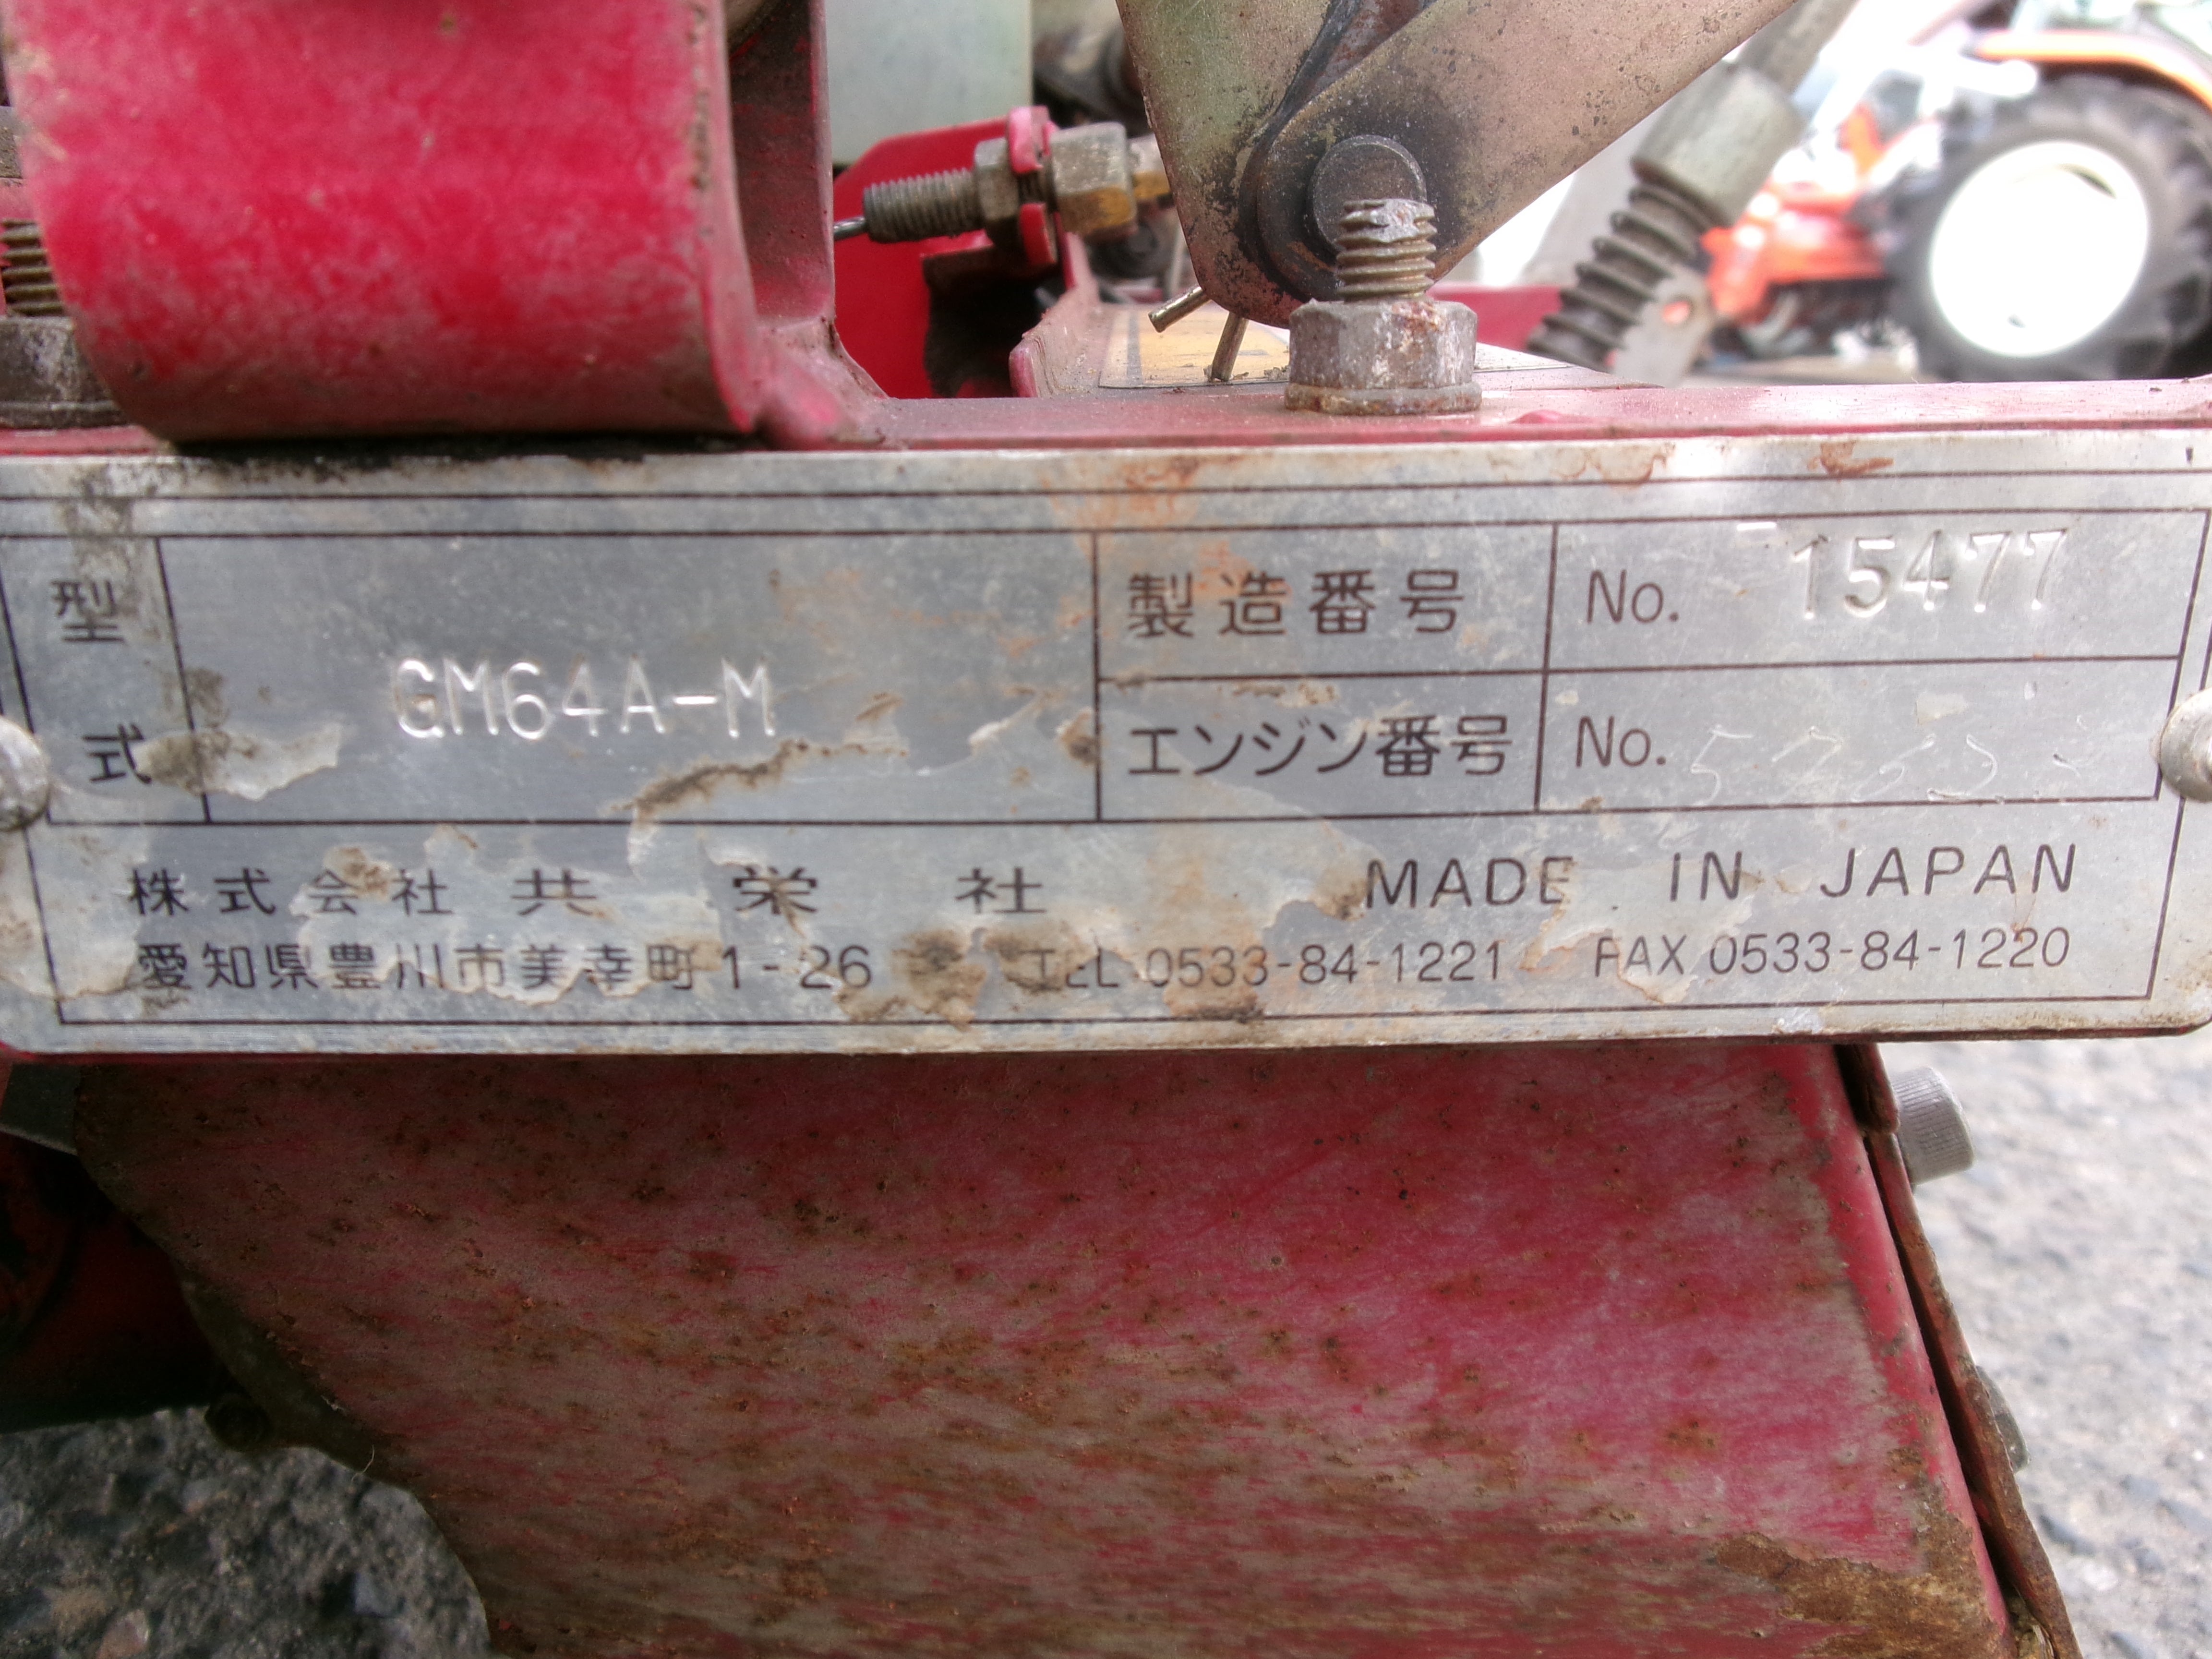 型式 GM64A-M
製造番号 No. 15477
エンジン番号 No.
株式会社 共栄社 MADE IN JAPAN
愛知県豊川市美幸町1-26 TEL 0533-84-1221 FAX 0533-84-1220